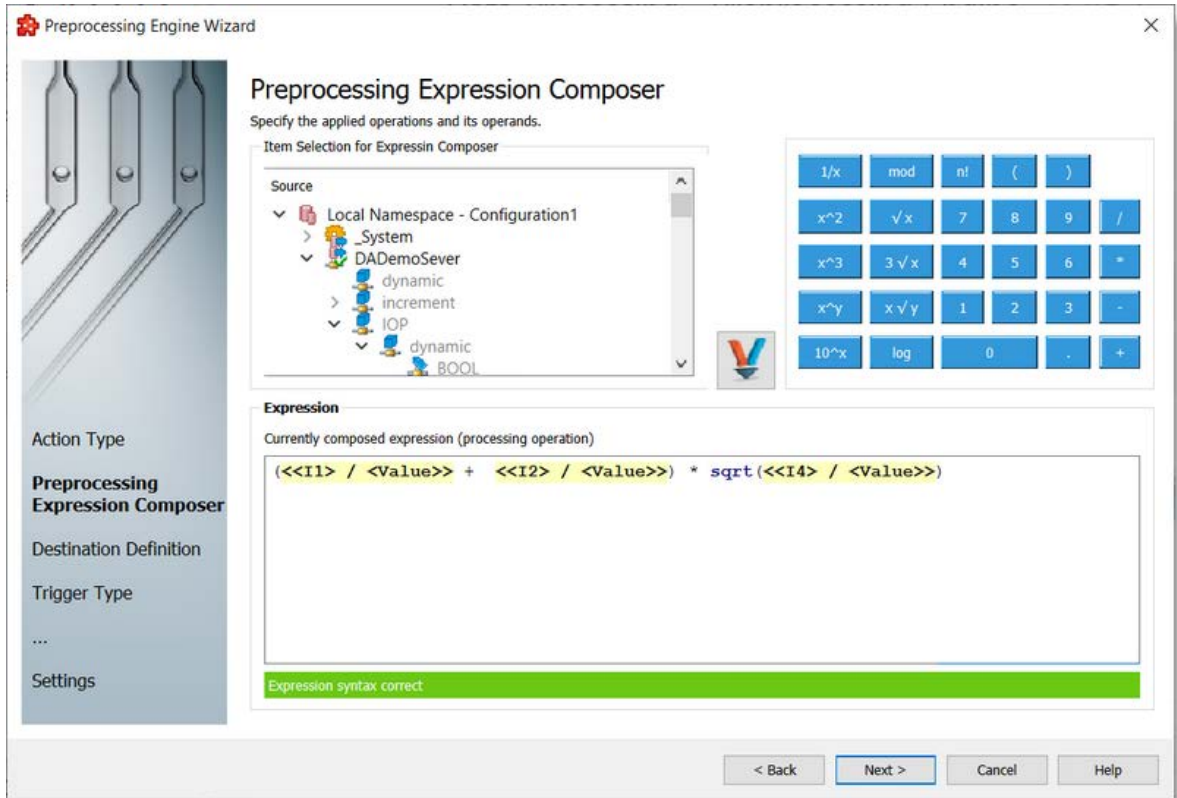 Preprocessing Engine Wizard
Preprocessing Expression Composer
Specify the applied operations and its operands.
Item Selection for Expressin Composer
Source
Local Namespace - Configuration1
_System
DADemoSever
dynamic
increment
IOP
dynamic
BOOL
1/x mod n! ( )
x^2 √x 7 8 9 /
x^3 3√x 4 5 6 *
x^y x√y 1 2 3 -
10^x log 0 . +
Action Type
Preprocessing
Expression Composer
Destination Definition
Trigger Type
...
Settings
Expression
Currently composed expression (processing operation)
(<<I1> / <Value>> +  <<I2> / <Value>>) * sqrt(<<I4> / <Value>>)
Expression syntax correct
< Back Next > Cancel Help